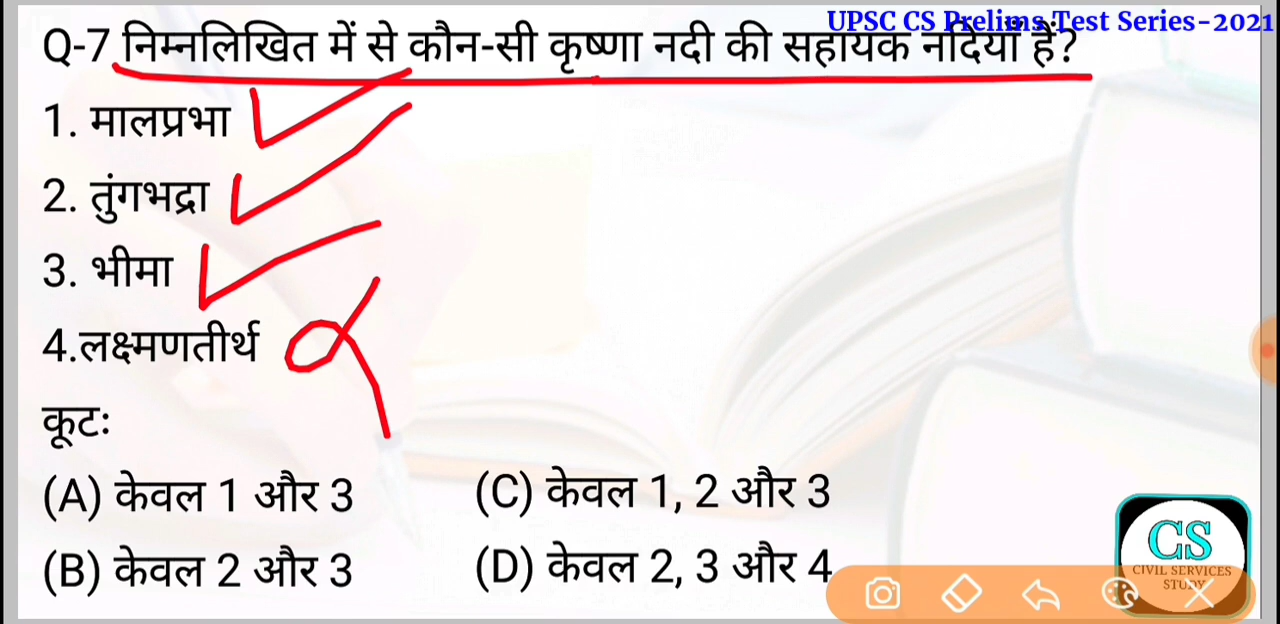 UPSC CS Prelims Test Series-2021
Q-7 निम्नलिखित में से कौन-सी कृष्णा नदी की सहायक नदियाँ हैं?
1. मालप्रभा
2. तुंगभद्रा
3. भीमा
4.लक्ष्मणतीर्थ
कूटः
(A) केवल 1 और 3
(C) केवल 1, 2 और 3
(B) केवल 2 और 3
(D) केवल 2, 3 और 4
CS
CIVIL SERVICES
STUDY